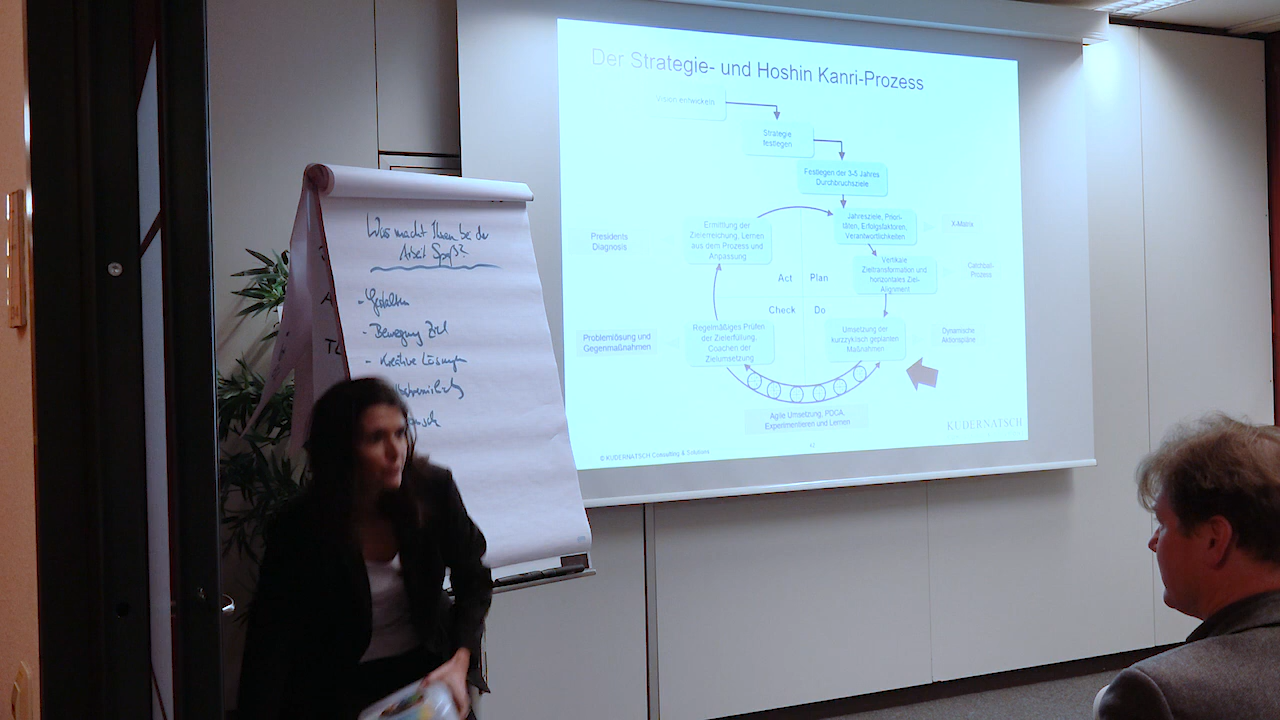 Was macht Ihnen bei der
Arbeit Spaß?
- Gestalten
- Bewegung Ziel
- Kreative Lösungen
Der Strategie- und Hoshin Kanri-Prozess
Vision entwickeln
Strategie
festlegen
Festlegen der 3-5 Jahres
Durchbruchsziele
Jahresziele, Priori-
täten, Erfolgsfaktoren,
Verantwortlichkeiten
X-Matrix
Ermittlung der
Zielerreichung, Lernen
aus dem Prozess und
Anpassung
Presidents
Diagnosis
Vertikale
Zieltransformation und
horizontales Ziel-
Alignment
Catchball-
Prozess
Act
Plan
Check
Do
Regelmäßiges Prüfen
der Zielerfüllung,
Coachen der
Zielumsetzung
Problemlösung und
Gegenmaßnahmen
Umsetzung der
kurzzyklisch geplanten
Maßnahmen
Dynamische
Aktionspläne
Agile Umsetzung, PDCA,
Experimentieren und Lernen
KUDERNATSCH
© KUDERNATSCH Consulting & Solutions
42